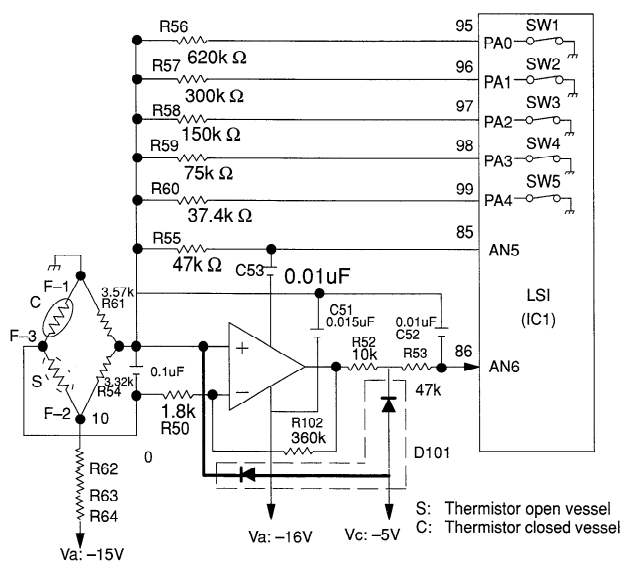 R56 95 SW1
620k Ω PA0
R57 96 SW2
300k Ω PA1
R58 97 SW3
150k Ω PA2
R59 98 SW4
75k Ω PA3
R60 99 SW5
37.4k Ω PA4
R55 85
47k Ω AN5
C53 0.01uF
F–1 3.57k LSI
C R61 C51 0.01uF (IC1)
0.015uF C52
F–3 + R52 R53 86
10k AN6
S 3.32k 0.1uF
R54 – 47k
F–2 10 1.8k
R50 R102
360k
0 D101
R62
R63
R64
S: Thermistor open vessel
C: Thermistor closed vessel
Va: –15V Va: –16V Vc: –5V